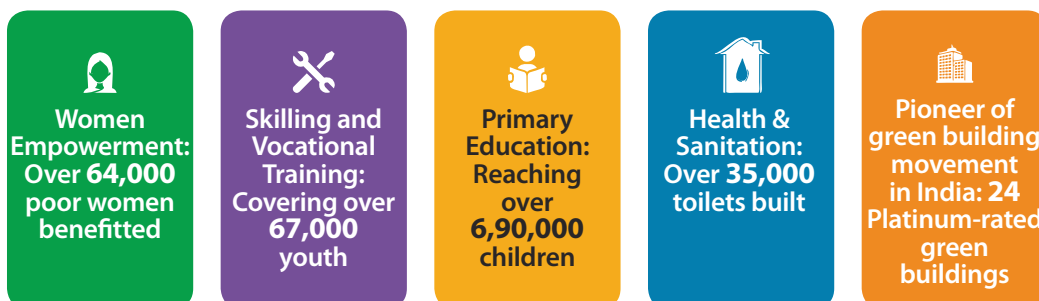 Women
Empowerment:
Over 64,000
poor women
benefitted
Skilling and
Vocational
Training:
Covering over
67,000
youth
Primary
Education:
Reaching
over
6,90,000
children
Health &
Sanitation:
Over 35,000
toilets built
Pioneer of
green building
movement
in India: 24
Platinum-rated
green
buildings